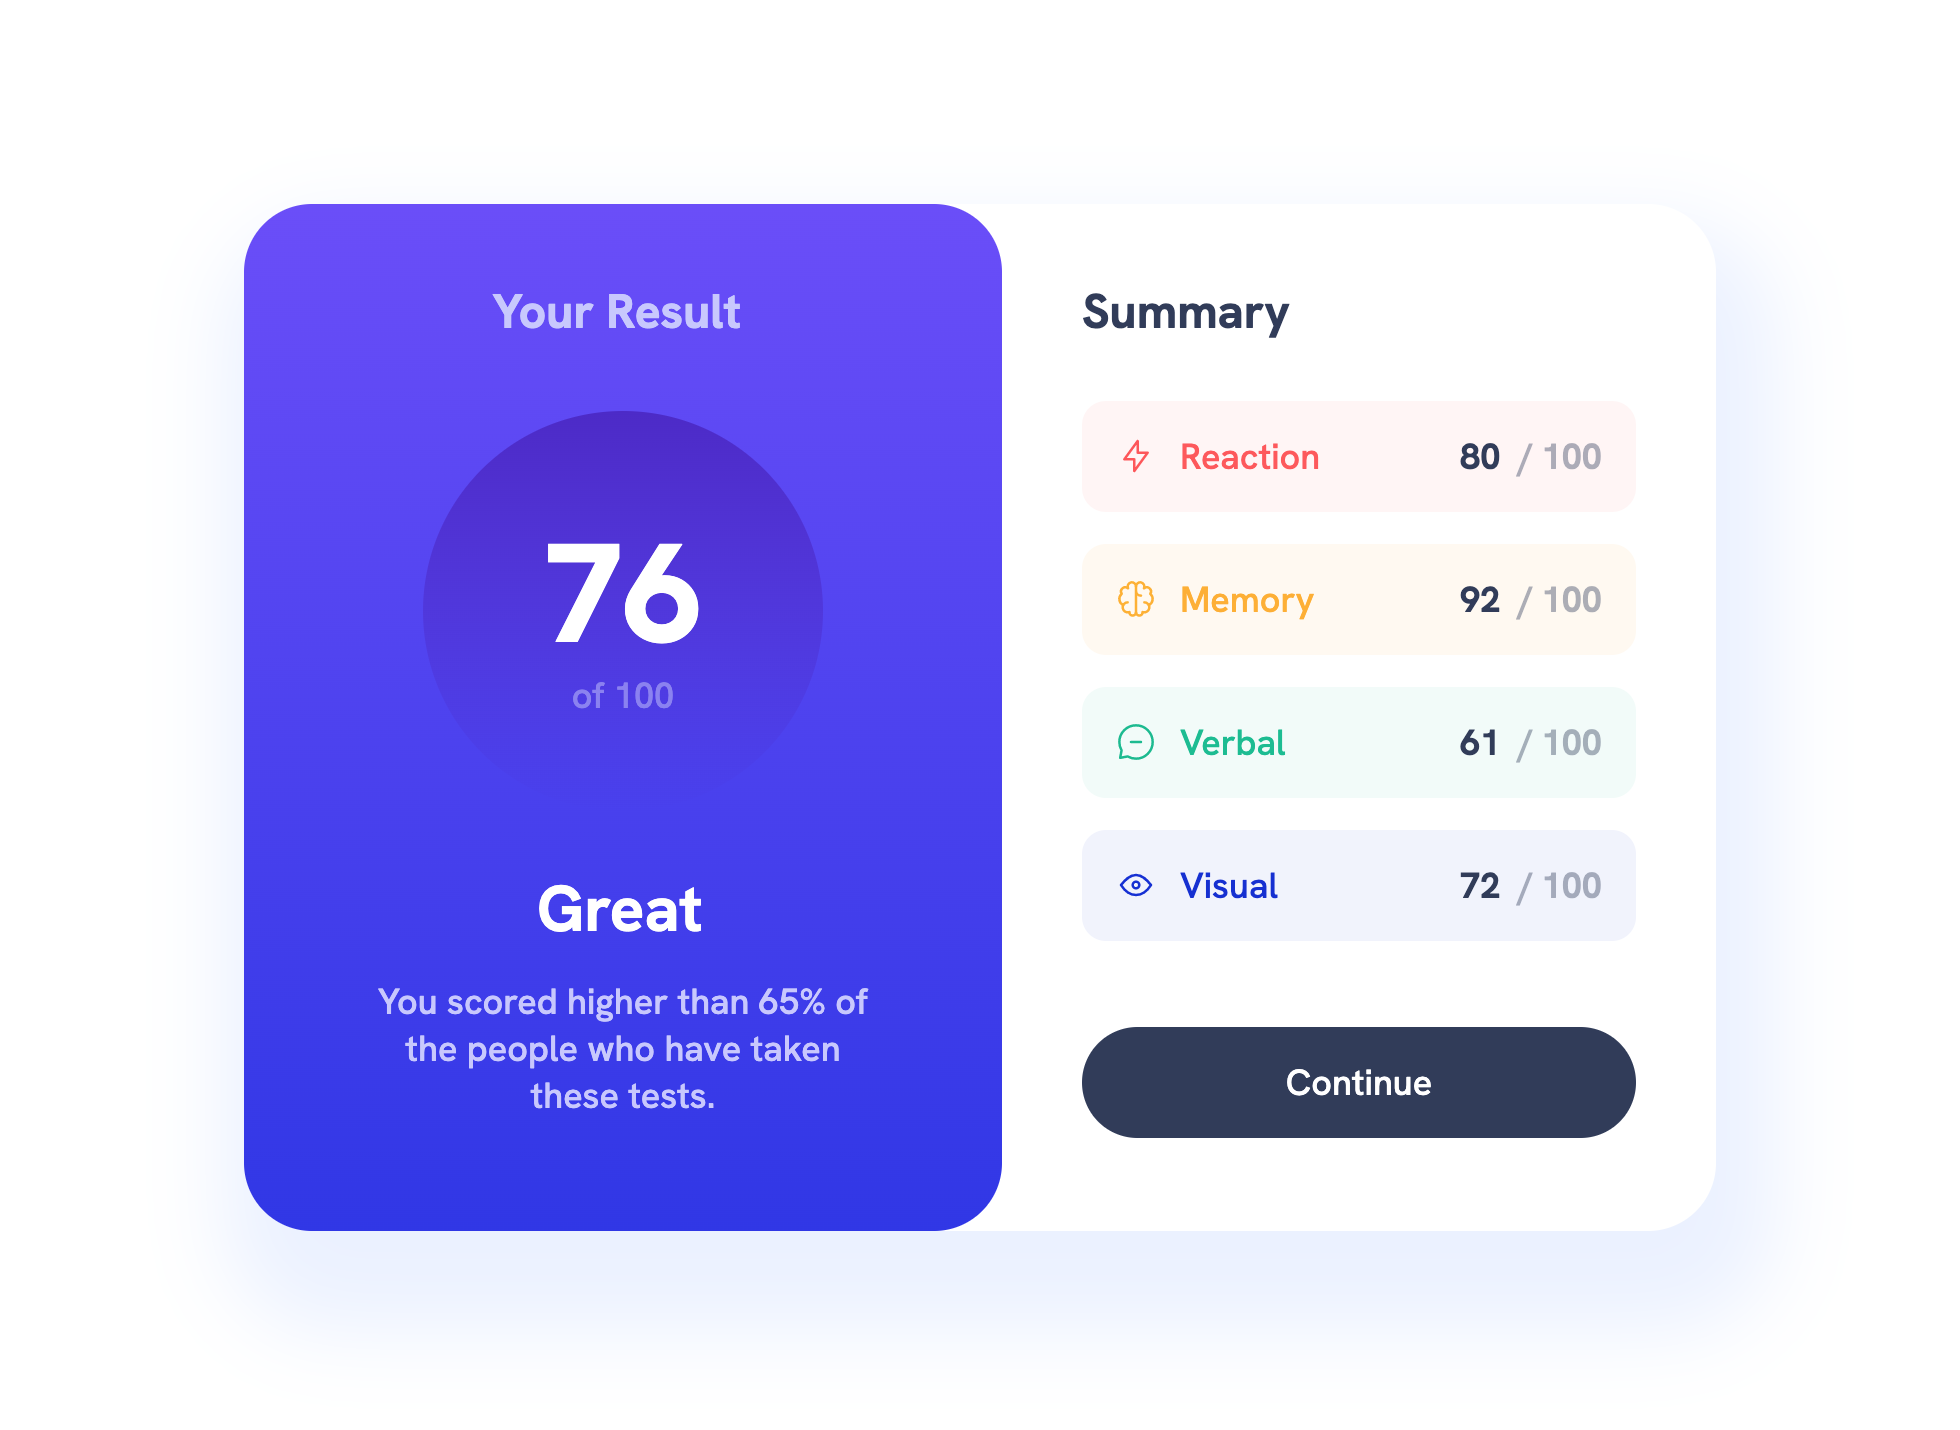 Your Result
76
of 100
Great
You scored higher than 65% of
the people who have taken
these tests.
Summary
Reaction 80 / 100
Memory 92 / 100
Verbal 61 / 100
Visual 72 / 100
Continue